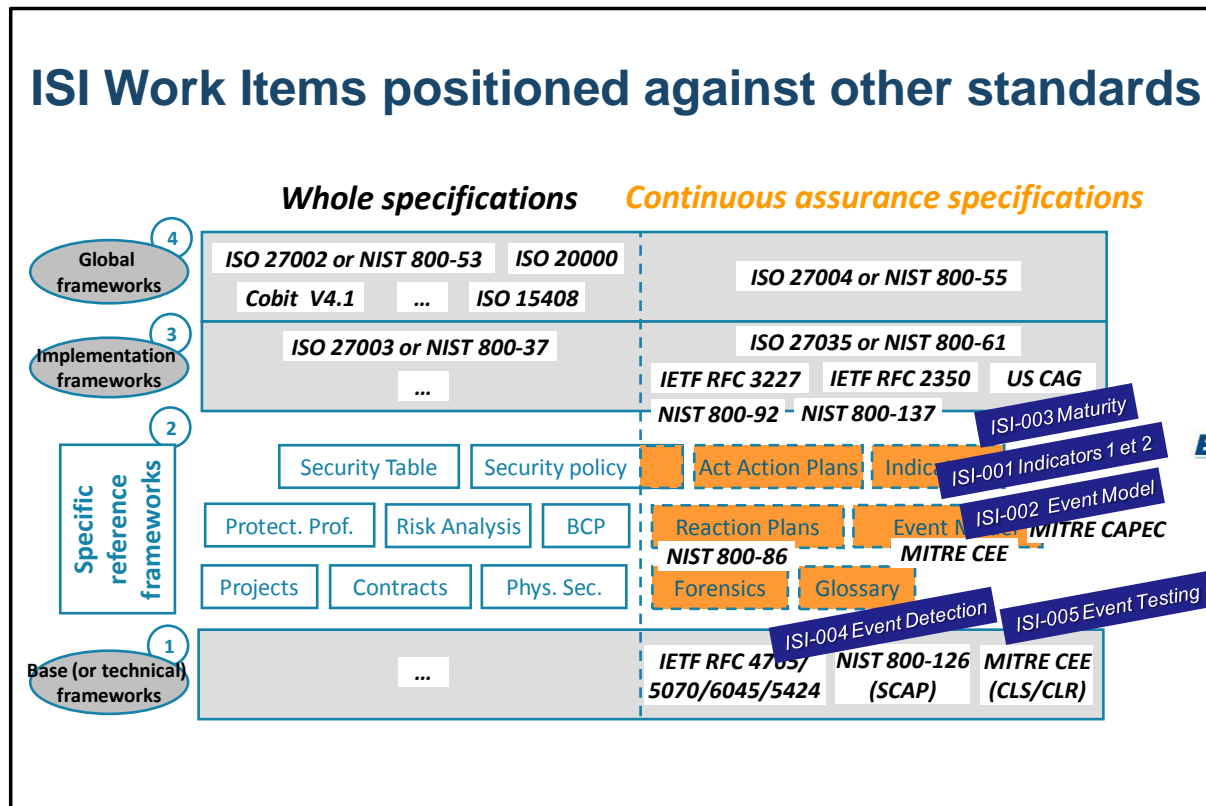 ISI Work Items positioned against other standards
Whole specifications
Continuous assurance specifications
4
Global
frameworks
ISO 27002 or NIST 800-53
ISO 20000
Cobit V4.1
...
ISO 15408
ISO 27004 or NIST 800-55
3
Implementation
frameworks
ISO 27003 or NIST 800-37
...
ISO 27035 or NIST 800-61
IETF RFC 3227
IETF RFC 2350
US CAG
NIST 800-92
NIST 800-137
ISI-003 Maturity
2
Specific
reference
frameworks
Security Table
Security policy
Act Action Plans
ISI-001 Indicators 1 et 2
Protect. Prof.
Risk Analysis
BCP
Reaction Plans
Event
ISI-002 Event Model
MITRE CAPEC
NIST 800-86
MITRE CEE
Projects
Contracts
Phys. Sec.
Forensics
Glossary
ISI-004 Event Detection
ISI-005 Event Testing
1
Base (or technical)
frameworks
...
IETF RFC 4765/
5070/6045/5424
NIST 800-126
(SCAP)
MITRE CEE
(CLS/CLR)